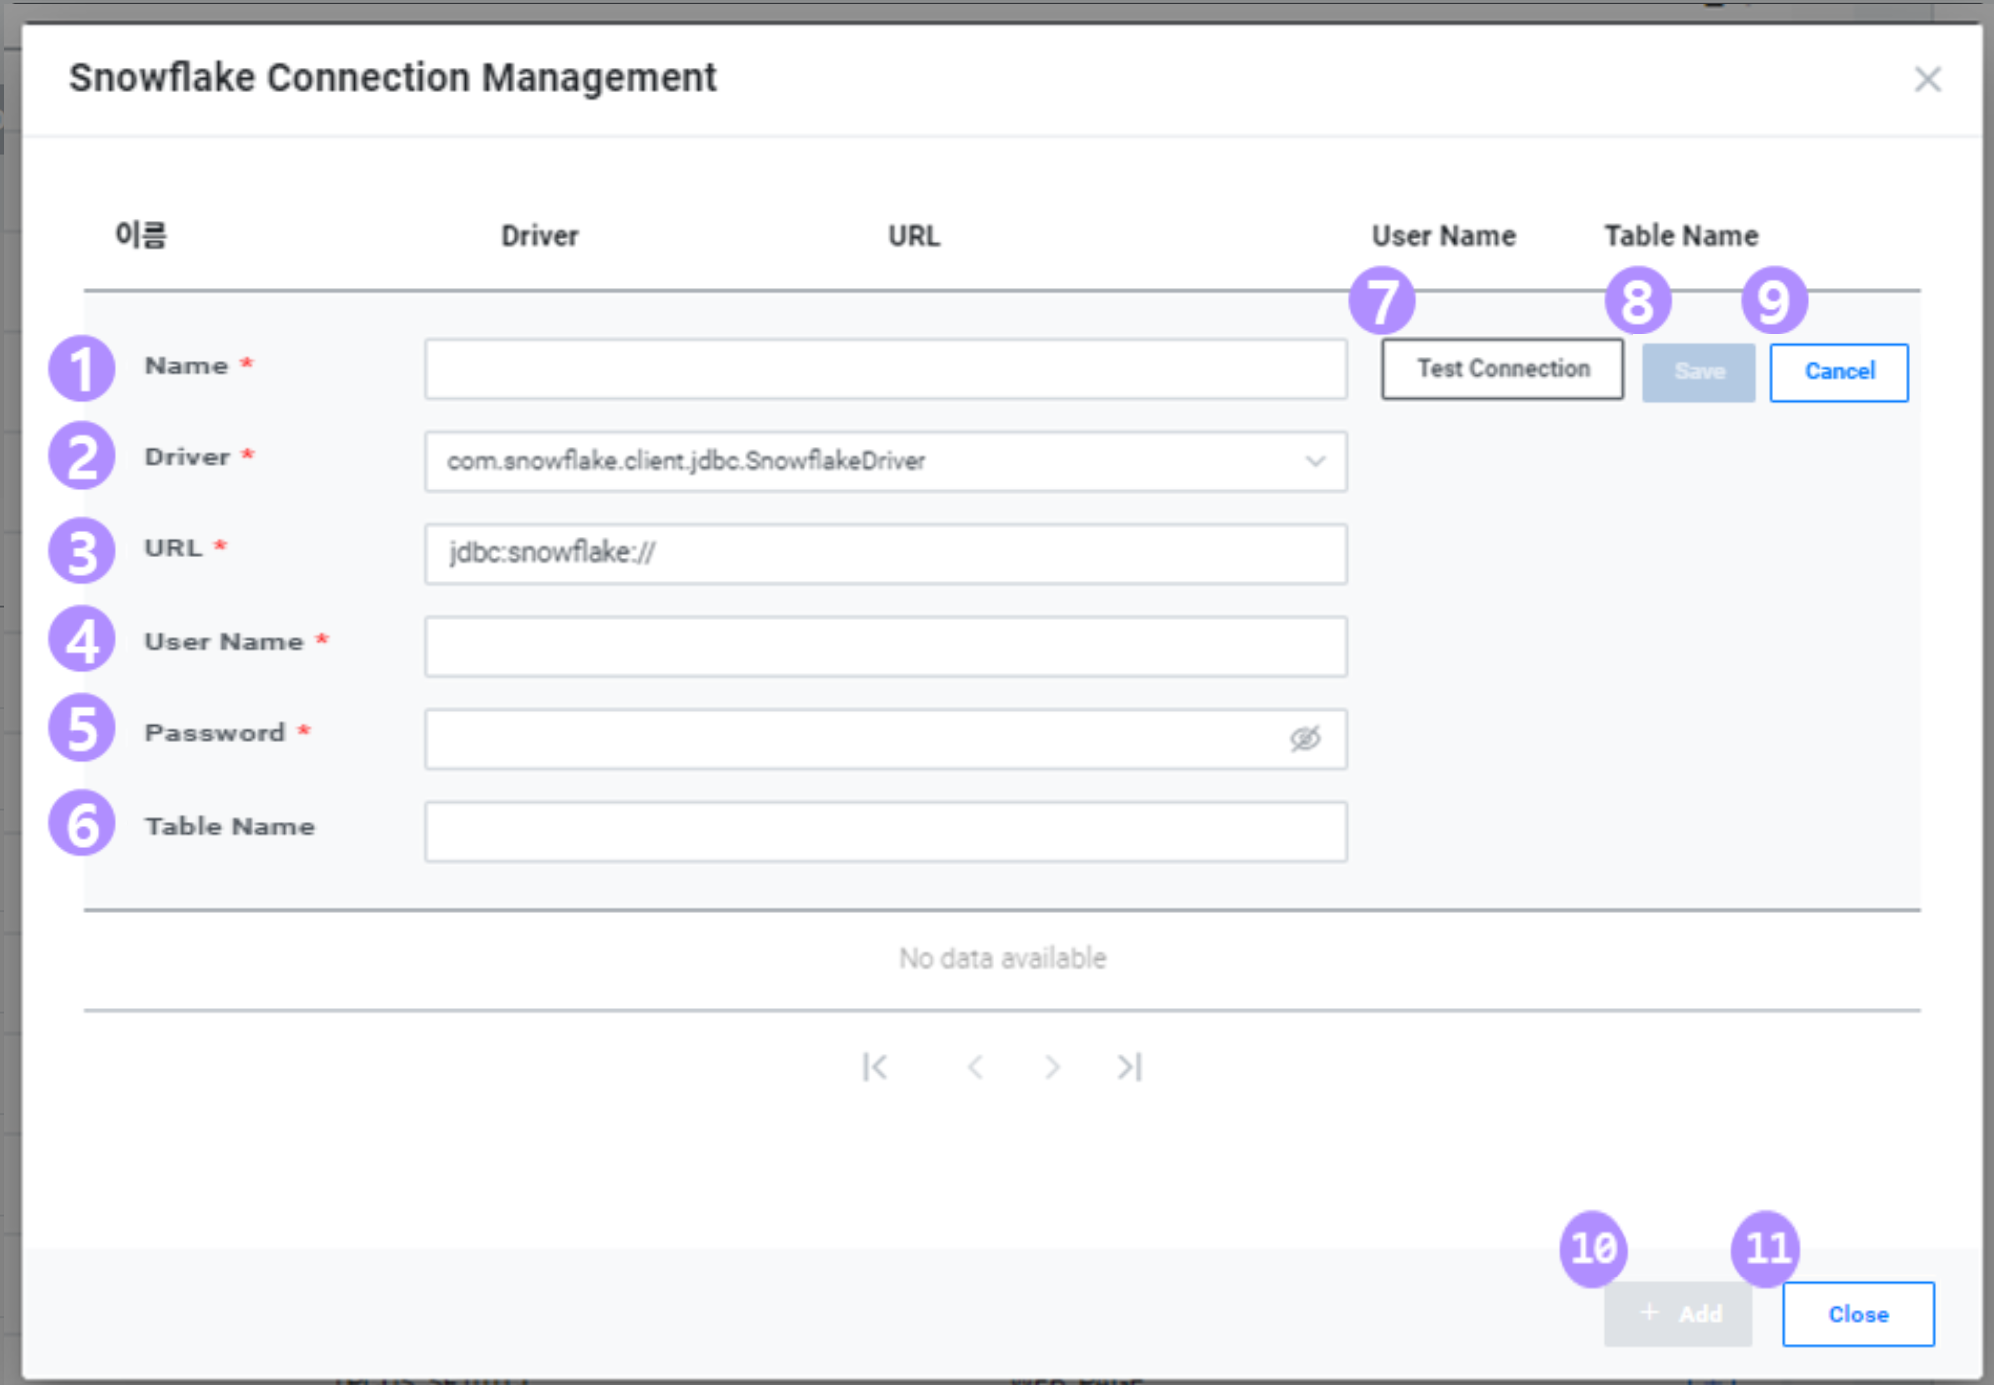 Snowflake Connection Management
이름 Driver URL User Name Table Name
7 8 9
1 Name * Test Connection Save Cancel
2 Driver * com.snowflake.client.jdbc.SnowflakeDriver
3 URL * jdbc:snowflake://
4 User Name *
5 Password *
6 Table Name
No data available
10 11
+ Add Close